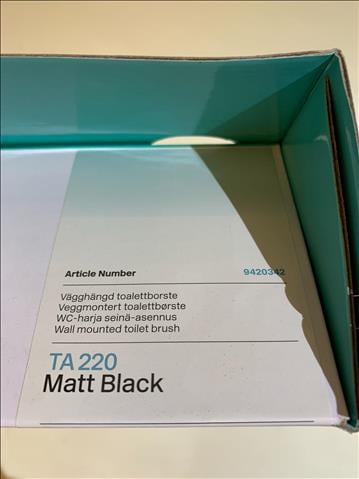 Article Number 9420342
Vägghängd toalettborste
Veggmontert toalettbørste
WC-harja seinä-asennus
Wall mounted toilet brush
TA 220
Matt Black